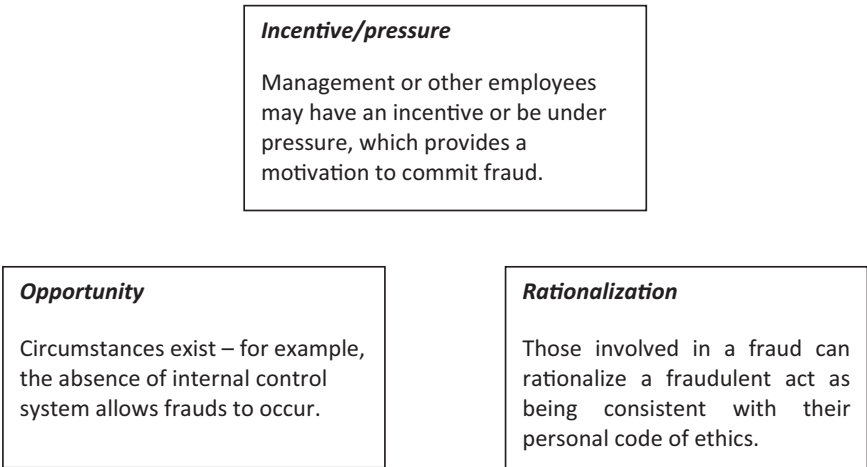 Incentive/pressure
Management or other employees
may have an incentive or be under
pressure, which provides a
motivation to commit fraud.
Opportunity
Circumstances exist – for example,
the absence of internal control
system allows frauds to occur.
Rationalization
Those involved in a fraud can
rationalize a fraudulent act as
being consistent with their
personal code of ethics.